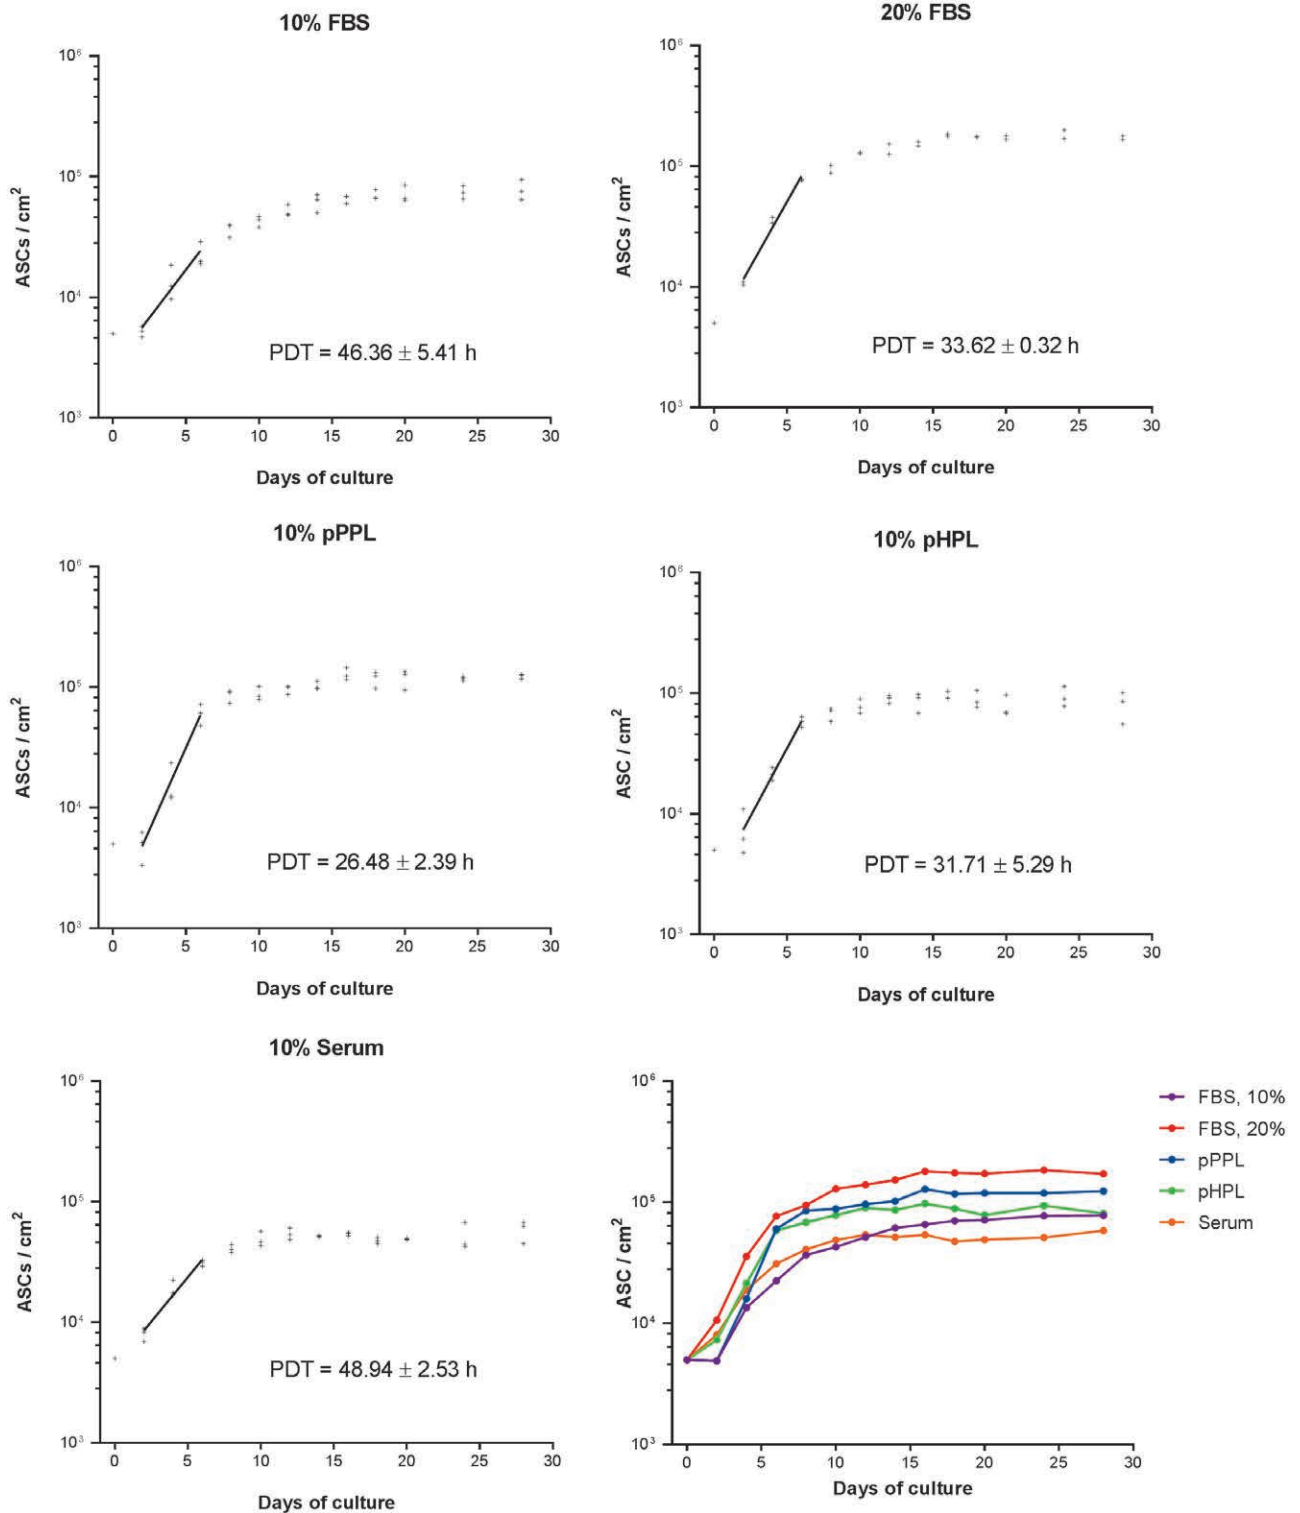 10% FBS
10⁶
10⁵
10⁴
10³
ASCs / cm²
PDT = 46.36 ± 5.41 h
0 5 10 15 20 25 30
Days of culture
20% FBS
10⁶
10⁵
10⁴
10³
ASCs / cm²
PDT = 33.62 ± 0.32 h
0 5 10 15 20 25 30
Days of culture
10% pPPL
10⁶
10⁵
10⁴
10³
ASCs / cm²
PDT = 26.48 ± 2.39 h
0 5 10 15 20 25 30
Days of culture
10% pHPL
10⁶
10⁵
10⁴
10³
ASC / cm²
PDT = 31.71 ± 5.29 h
0 5 10 15 20 25 30
Days of culture
10% Serum
10⁶
10⁵
10⁴
10³
ASCs / cm²
PDT = 48.94 ± 2.53 h
0 5 10 15 20 25 30
Days of culture
10⁶
10⁵
10⁴
10³
ASC / cm²
0 5 10 15 20 25 30
Days of culture
FBS, 10%
FBS, 20%
pPPL
pHPL
Serum